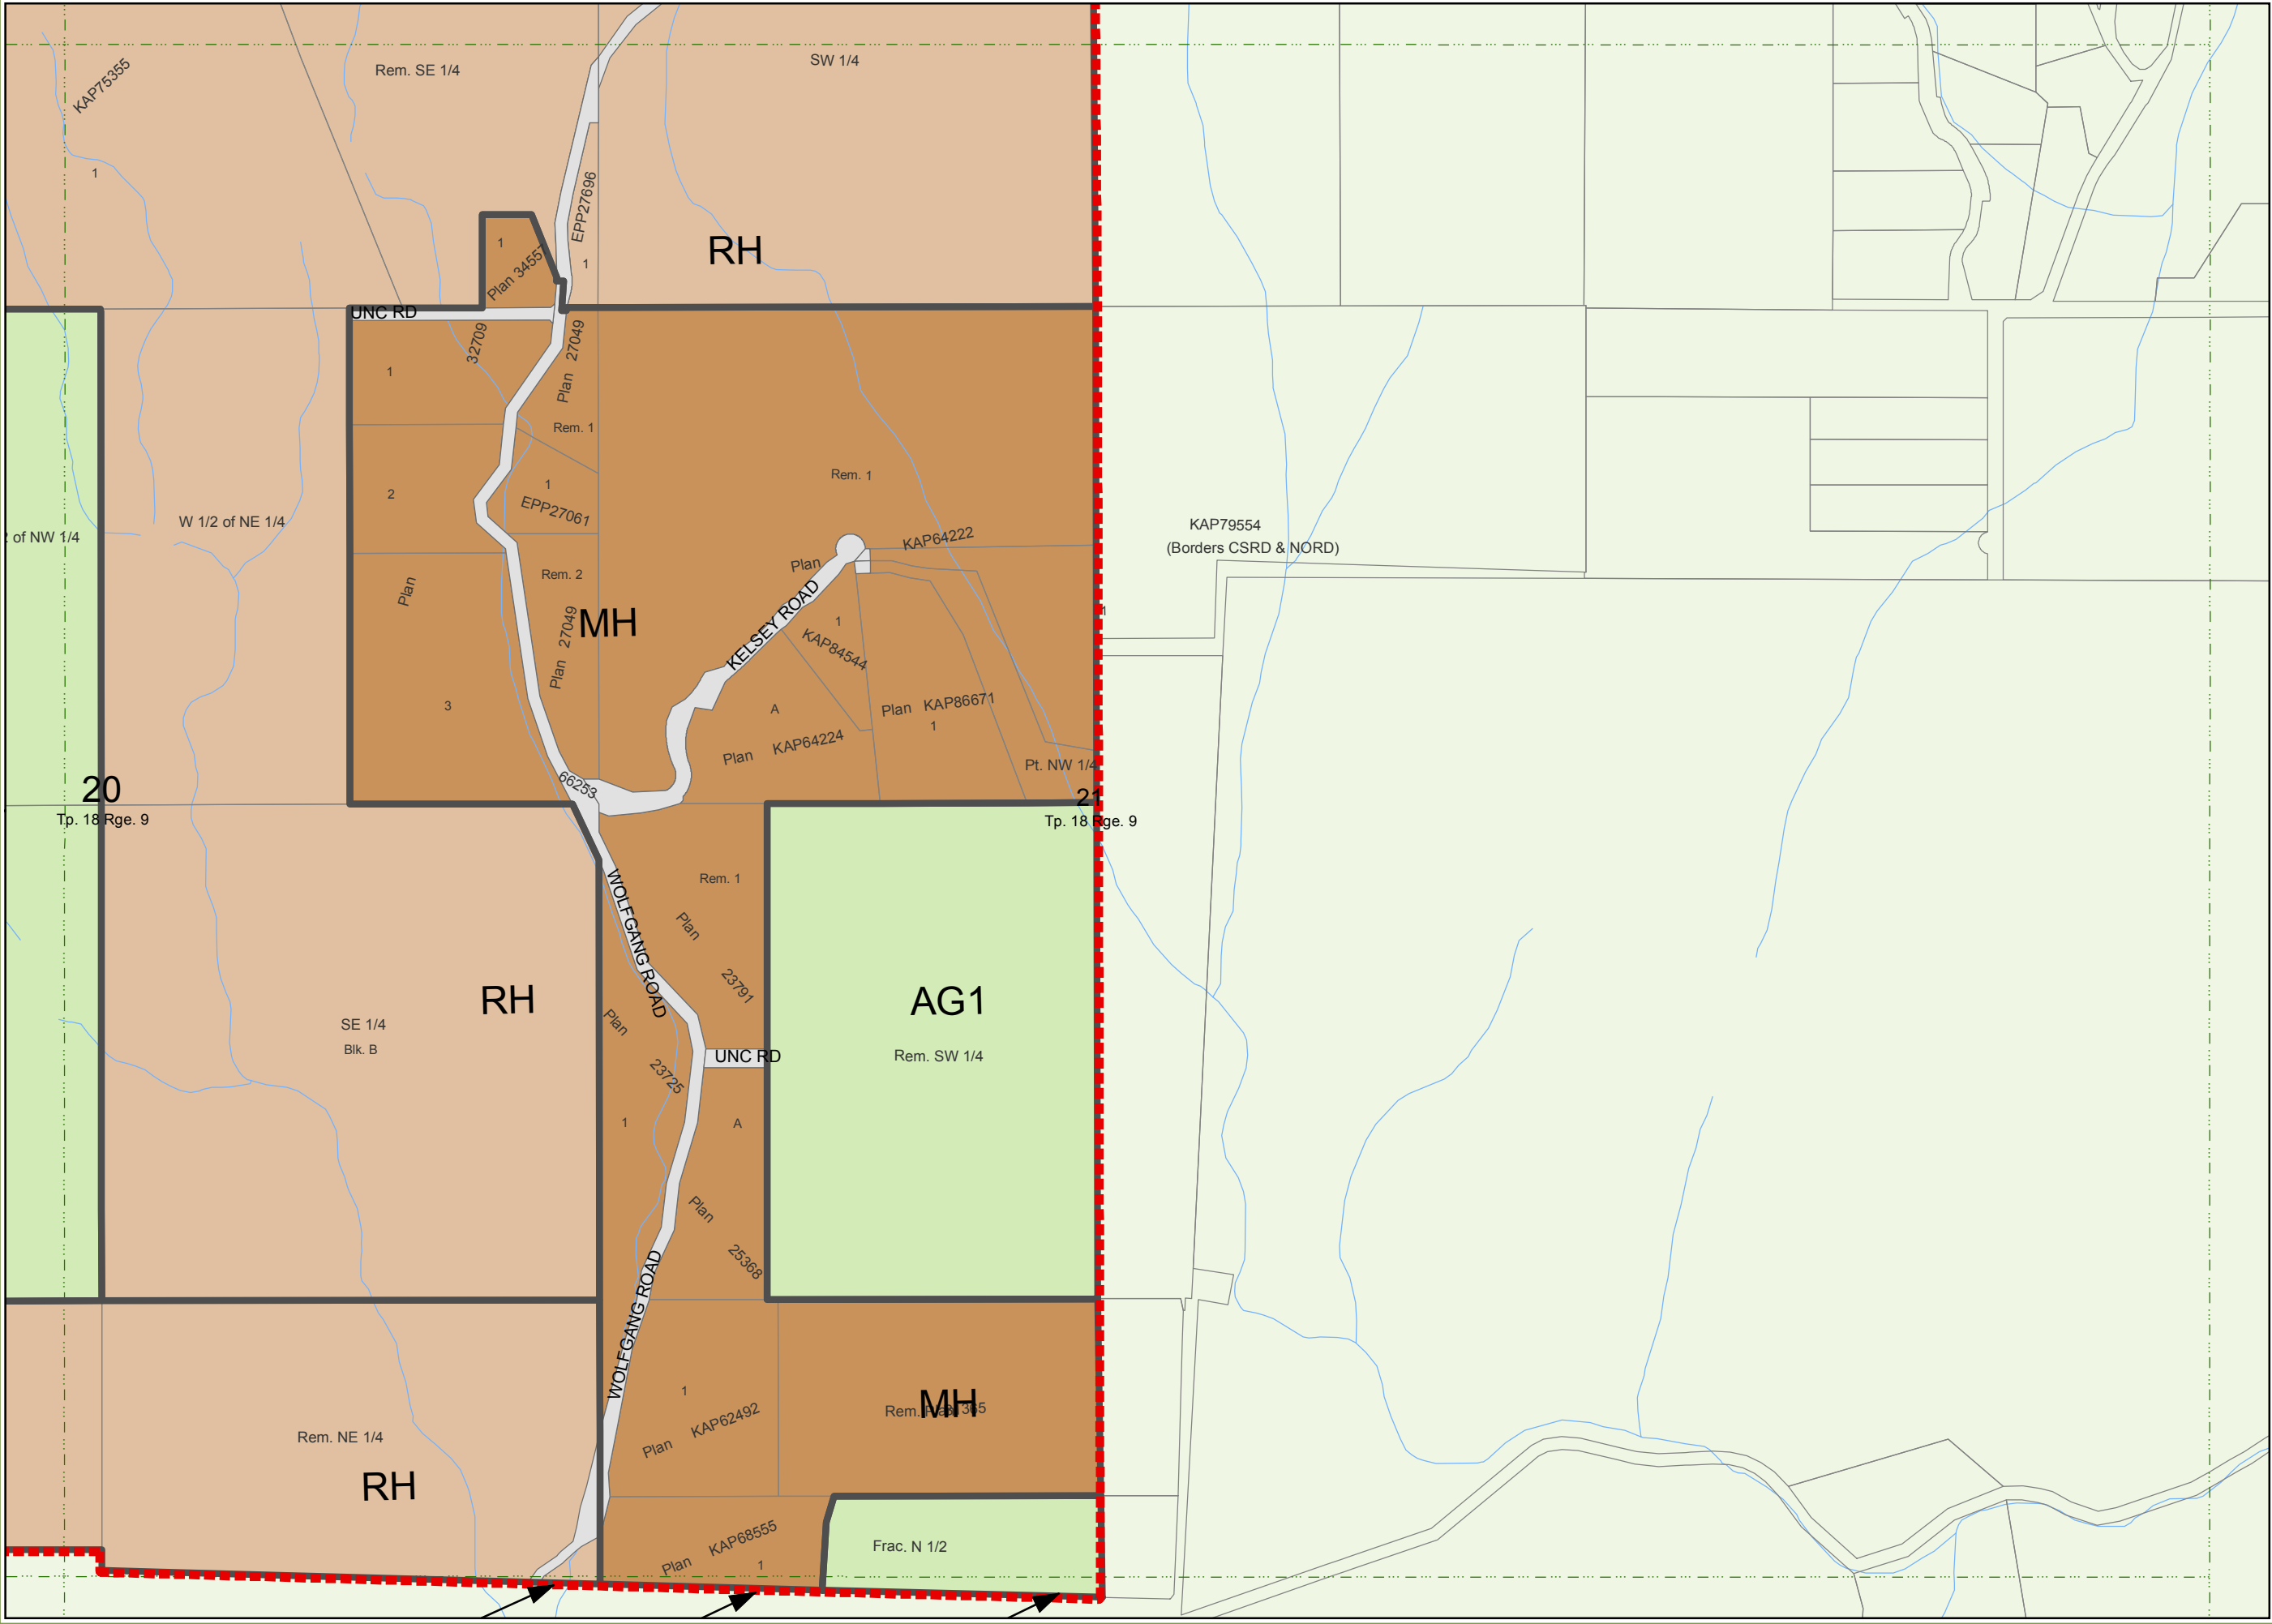 KAP75355
Rem. SE 1/4
SW 1/4
1
EPP27696
1
Plan 34557
1
RH
UNC RD
32709
Plan 27049
1
Rem. 1
2
1
EPP27061
Rem. 1
W 1/2 of NE 1/4
of NW 1/4
KAP79554
(Borders CSRD & NORD)
Plan KAP64222
Rem. 2
Plan
MH
KELSEY ROAD
1
KAP84544
1
Plan 27049
3
A
Plan KAP86671
1
Plan KAP64224
Pt. NW 1/4
66253
20
Tp. 18 Rge. 9
21
Tp. 18 Rge. 9
Rem. 1
WOLFGANG ROAD
Plan 23791
RH
AG1
SE 1/4
Blk. B
Plan 23725
UNC RD
Rem. SW 1/4
1
A
Plan 25368
WOLFGANG ROAD
1
Plan KAP62492
MH
Rem. Plan 1365
Rem. NE 1/4
RH
Plan KAP68555
1
Frac. N 1/2